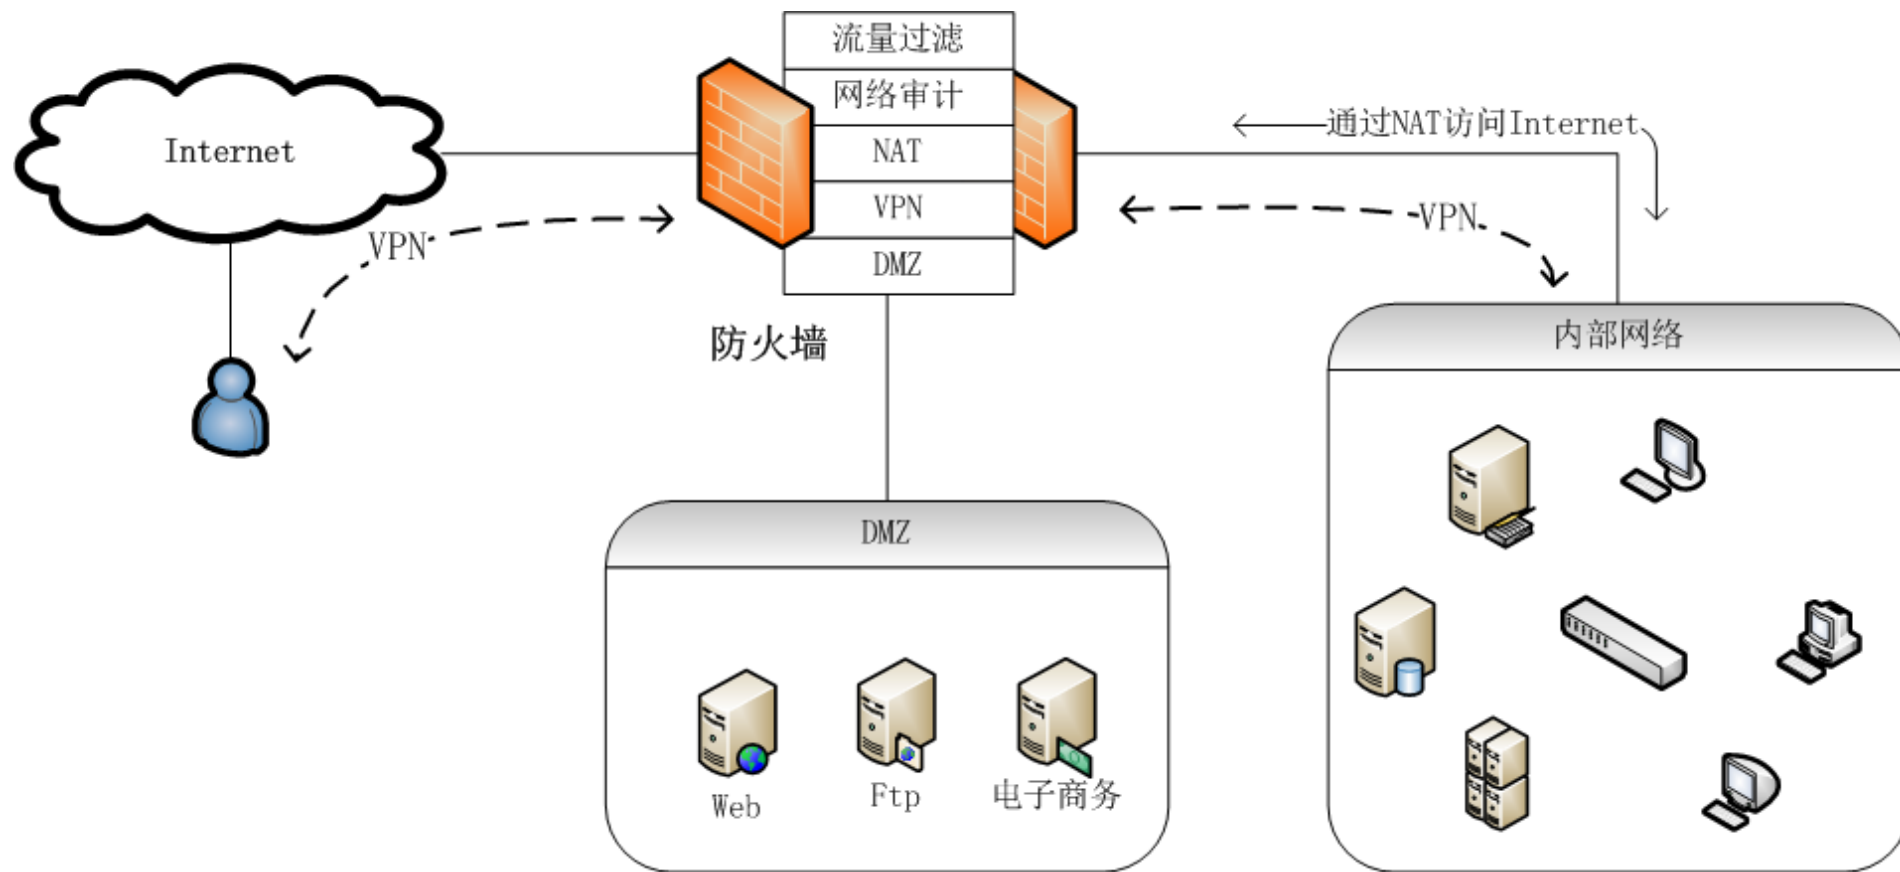 流量过滤
网络审计
NAT
VPN
DMZ
Internet
通过NAT访问Internet
VPN
VPN
防火墙
内部网络
DMZ
Web
Ftp
电子商务